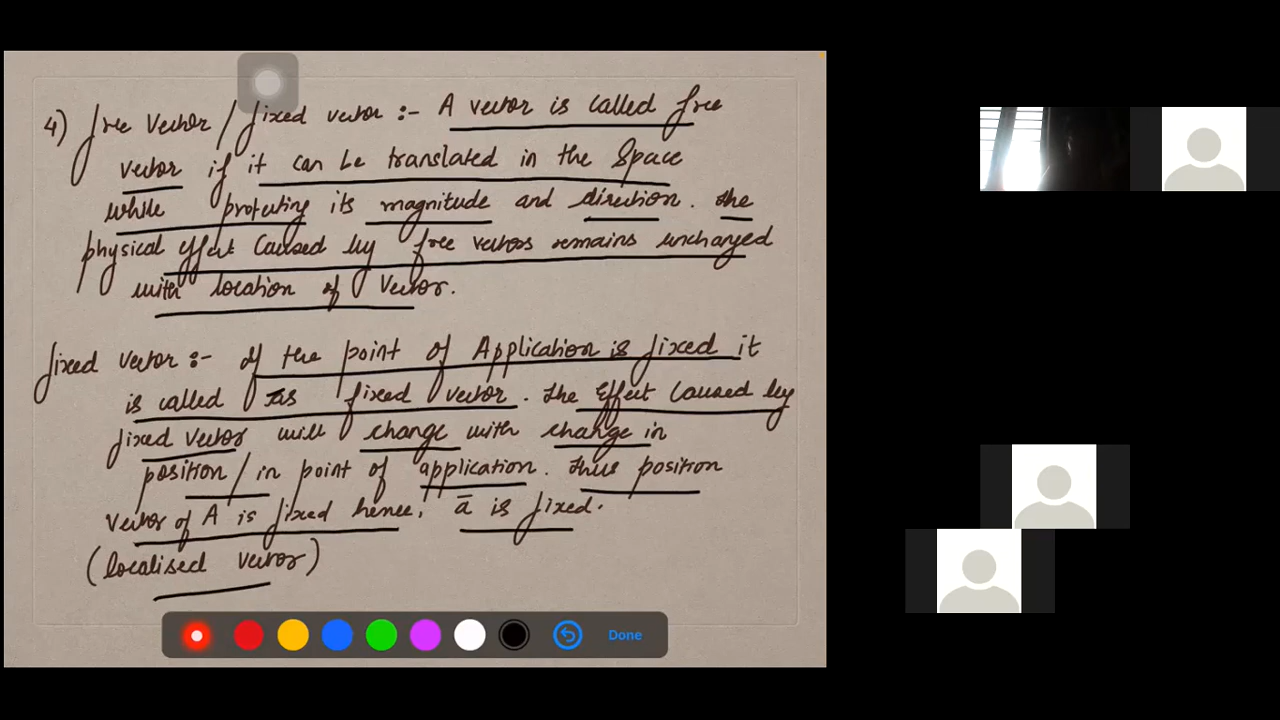 4) free vector / fixed vector :- A vector is called free
vector if it can be translated in the Space
while protecting its magnitude and direction. The
physical effect caused by free vectors remains unchanged
with location of Vector.
fixed vector :- If the point of Application is fixed it
is called as fixed vector. The Effect caused by
fixed vector will change with change in
position / in point of application. Thus position
vector of A is fixed hence, a̅ is fixed.
(localised vector)
Done